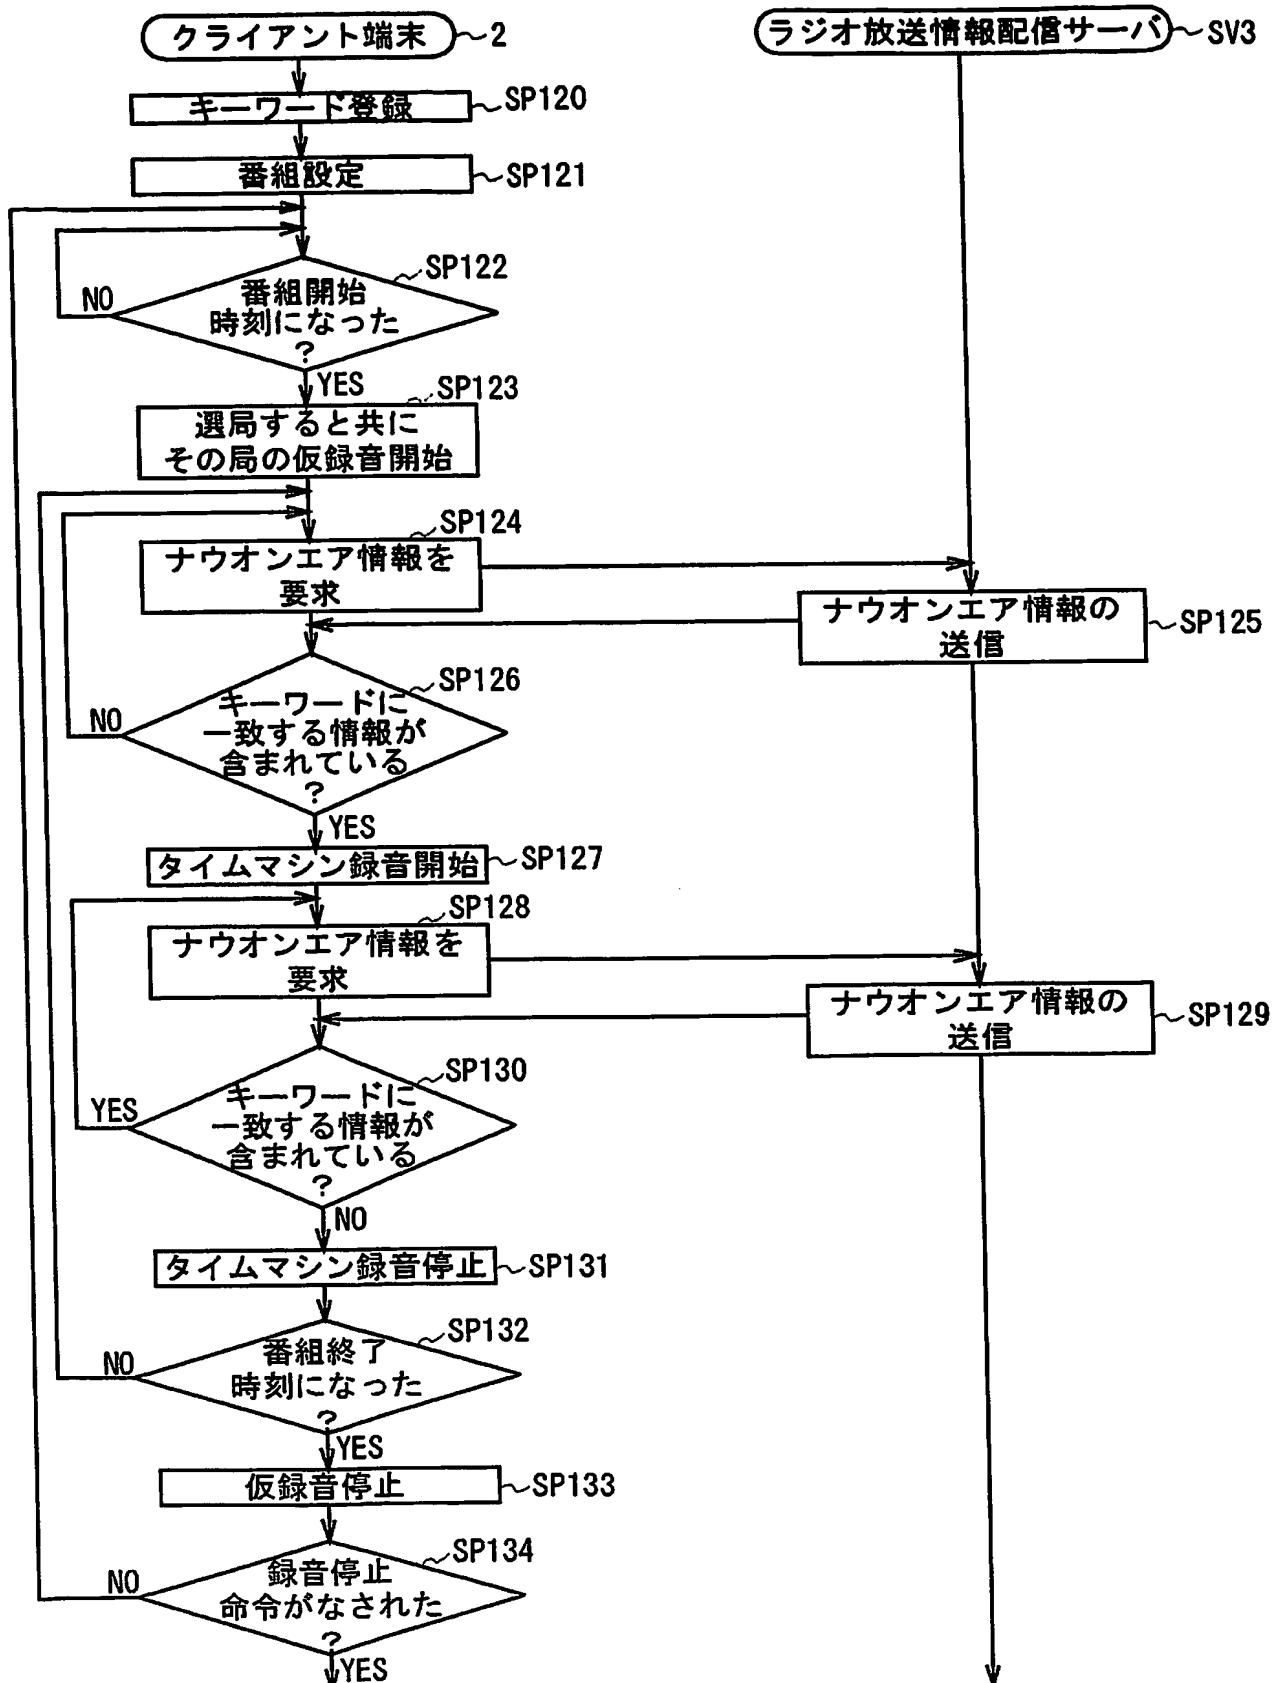 クライアント端末 2
ラジオ放送情報配信サーバ SV3
キーワード登録 SP120
番組設定 SP121
SP122
番組開始
時刻になった
?
NO
YES
SP123
選局すると共に
その局の仮録音開始
SP124
ナウオンエア情報を
要求
ナウオンエア情報の
送信
SP125
SP126
キーワードに
一致する情報が
含まれている
?
NO
YES
タイムマシン録音開始 SP127
SP128
ナウオンエア情報を
要求
ナウオンエア情報の
送信
SP129
SP130
キーワードに
一致する情報が
含まれている
?
YES
NO
タイムマシン録音停止 SP131
SP132
番組終了
時刻になった
?
NO
YES
仮録音停止 SP133
SP134
録音停止
命令がなされた
?
NO
YES